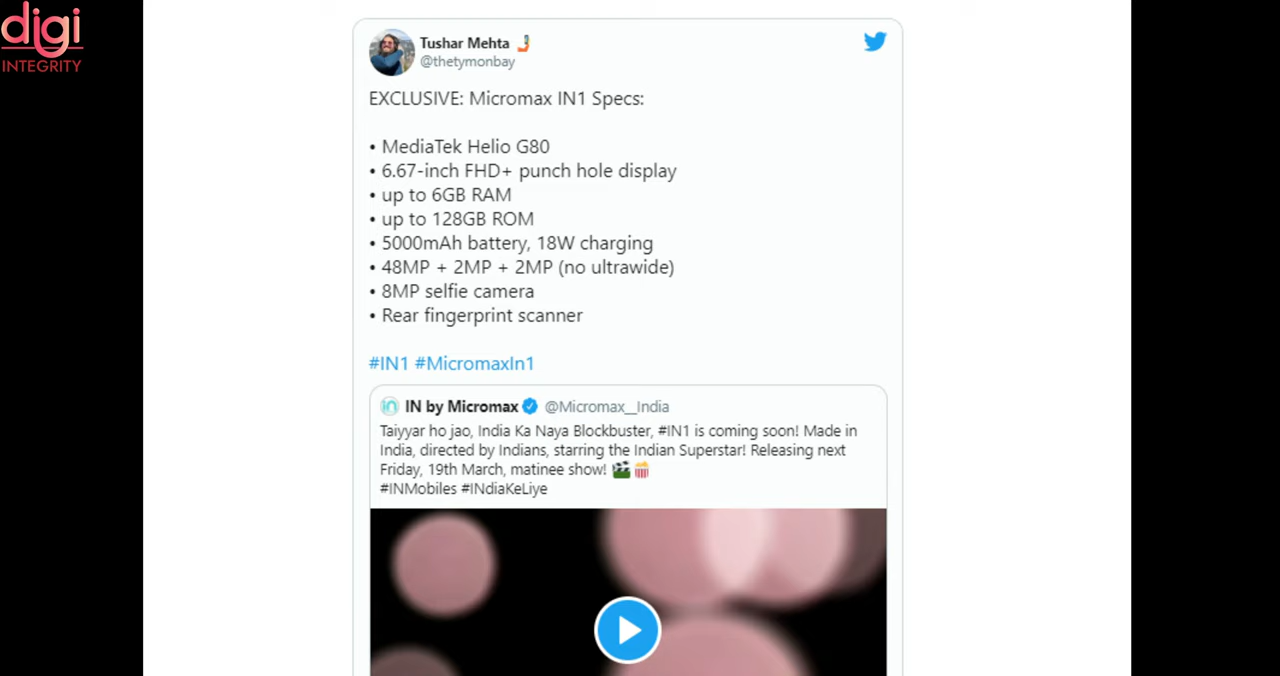 digi
INTEGRITY
Tushar Mehta 🤳
@thetymonbay
EXCLUSIVE: Micromax IN1 Specs:
• MediaTek Helio G80
• 6.67-inch FHD+ punch hole display
• up to 6GB RAM
• up to 128GB ROM
• 5000mAh battery, 18W charging
• 48MP + 2MP + 2MP (no ultrawide)
• 8MP selfie camera
• Rear fingerprint scanner
#IN1 #MicromaxIn1
in IN by Micromax @Micromax__India
Taiyyar ho jao, India Ka Naya Blockbuster, #IN1 is coming soon! Made in
India, directed by Indians, starring the Indian Superstar! Releasing next
Friday, 19th March, matinee show! 🎬🍿
#INMobiles #INdiaKeLiye